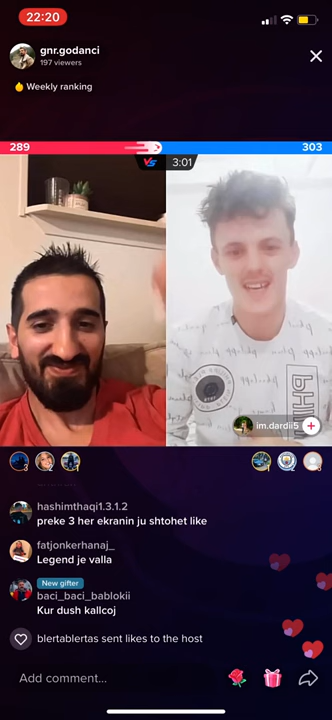 22:20
gnr.godanci
197 viewers
Weekly ranking
289
303
VS
3:01
im.dardii5
hashimthaqi1.3.1.2
preke 3 her ekranin ju shtohet like
fatjonkerhanaj_
Legend je valla
New gifter
baci_baci_bablokii
Kur dush kallcoj
blertablertas sent likes to the host
Add comment...